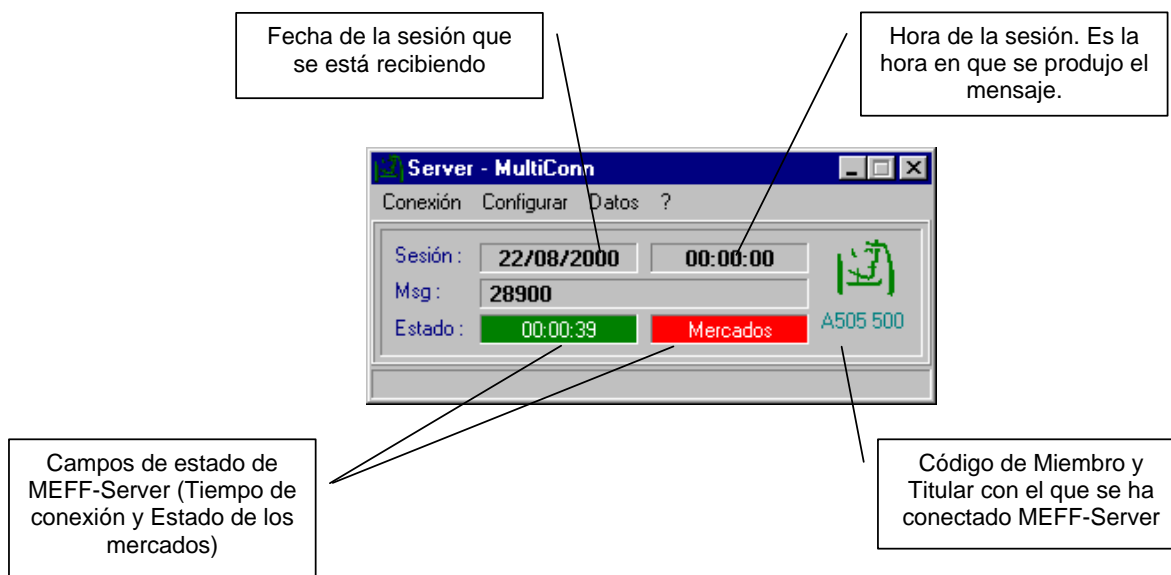 Fecha de la sesión que
se está recibiendo
Hora de la sesión. Es la
hora en que se produjo el
mensaje.
Server - MultiConn
Conexión Configurar Datos ?
Sesión : 22/08/2000 00:00:00
Msg : 28900
Estado : 00:00:39 Mercados
A505 500
Campos de estado de
MEFF-Server (Tiempo de
conexión y Estado de los
mercados)
Código de Miembro y
Titular con el que se ha
conectado MEFF-Server